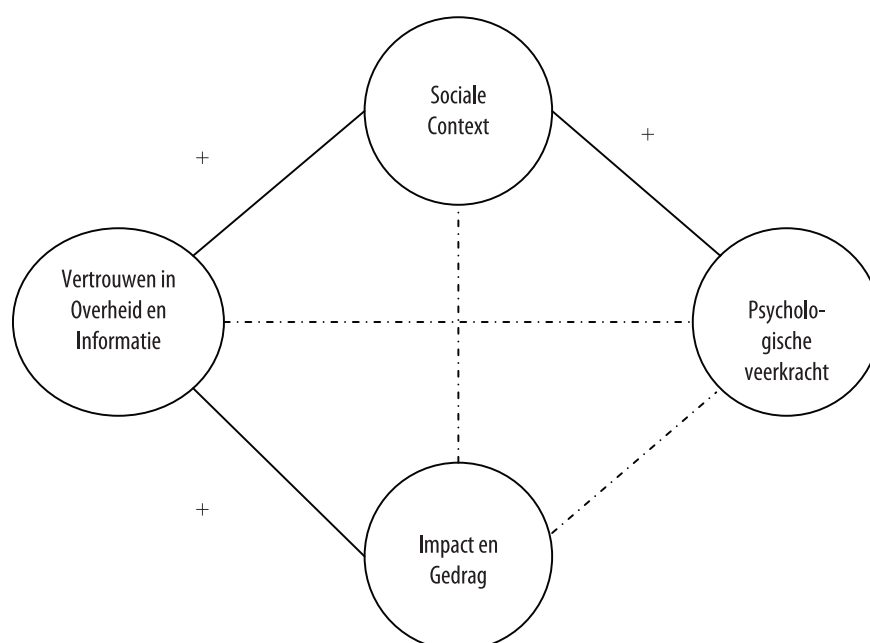 Sociale
Context
+
+
Vertrouwen in
Overheid en
Informatie
Psycholo-
gische
veerkracht
+
Impact en
Gedrag